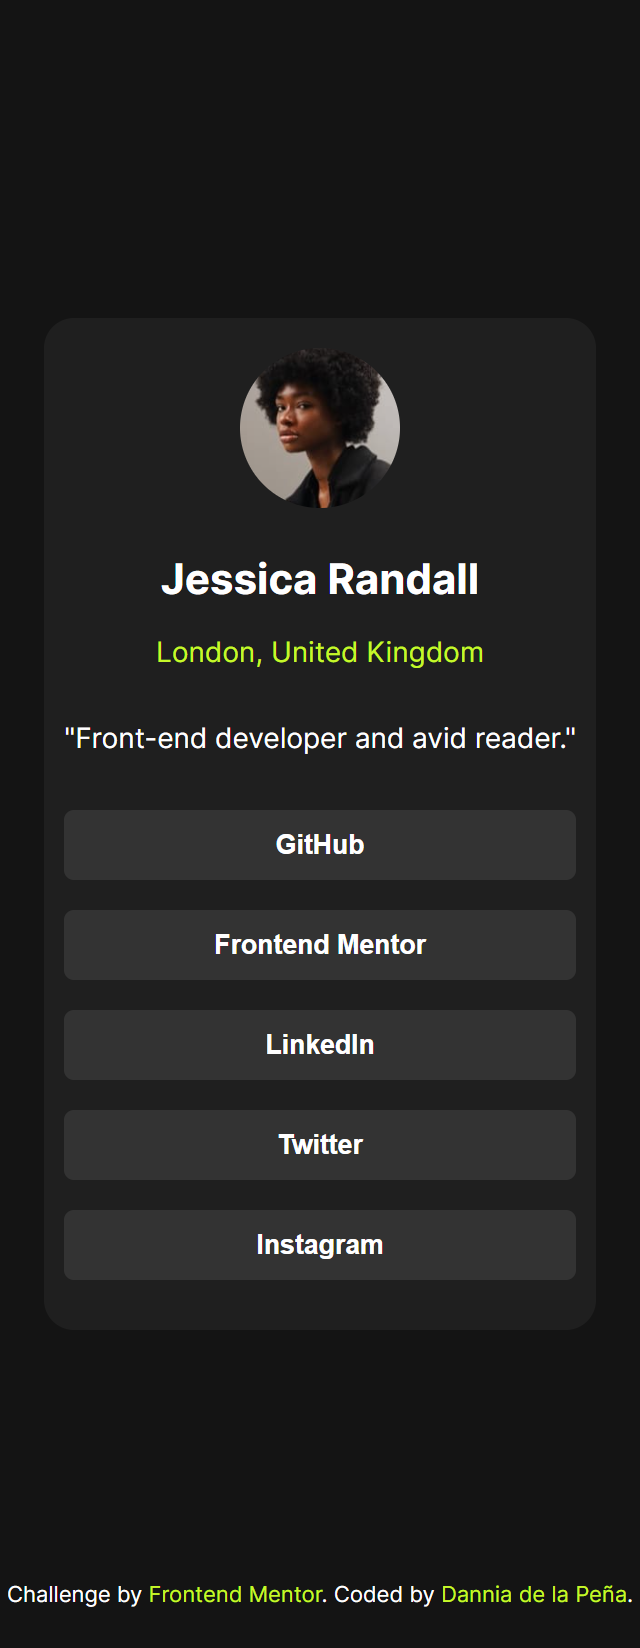 Jessica Randall
London, United Kingdom
"Front-end developer and avid reader."
GitHub
Frontend Mentor
LinkedIn
Twitter
Instagram
Challenge by Frontend Mentor. Coded by Dannia de la Peña.